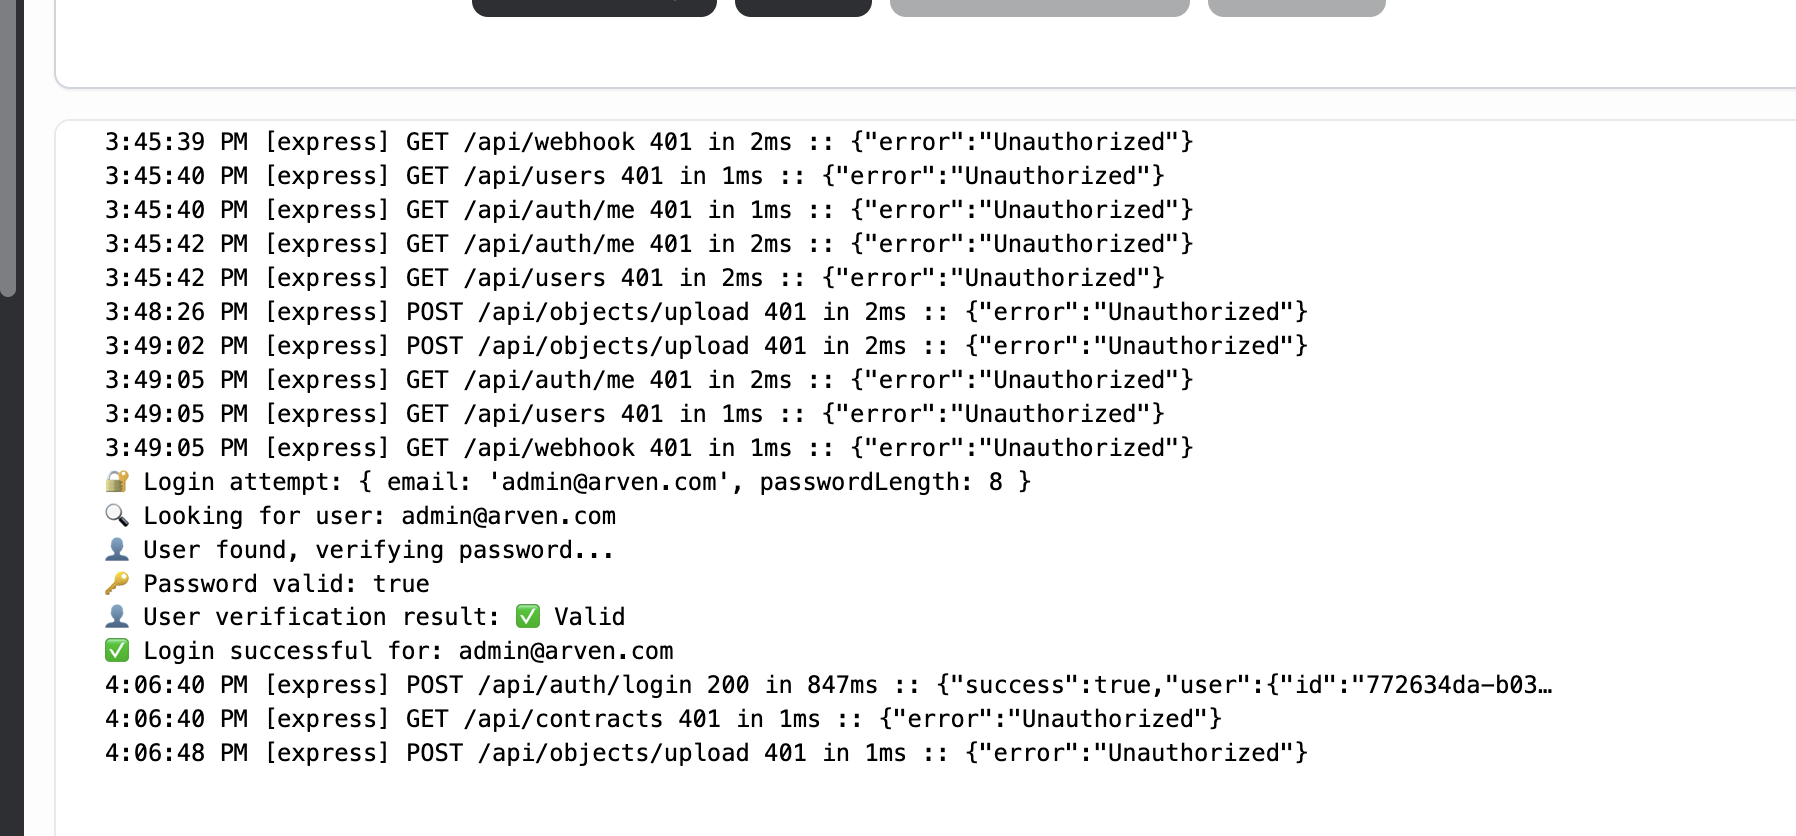 3:45:39 PM [express] GET /api/webhook 401 in 2ms :: {"error":"Unauthorized"}
3:45:40 PM [express] GET /api/users 401 in 1ms :: {"error":"Unauthorized"}
3:45:40 PM [express] GET /api/auth/me 401 in 1ms :: {"error":"Unauthorized"}
3:45:42 PM [express] GET /api/auth/me 401 in 2ms :: {"error":"Unauthorized"}
3:45:42 PM [express] GET /api/users 401 in 2ms :: {"error":"Unauthorized"}
3:48:26 PM [express] POST /api/objects/upload 401 in 2ms :: {"error":"Unauthorized"}
3:49:02 PM [express] POST /api/objects/upload 401 in 2ms :: {"error":"Unauthorized"}
3:49:05 PM [express] GET /api/auth/me 401 in 2ms :: {"error":"Unauthorized"}
3:49:05 PM [express] GET /api/users 401 in 1ms :: {"error":"Unauthorized"}
3:49:05 PM [express] GET /api/webhook 401 in 1ms :: {"error":"Unauthorized"}
🔐 Login attempt: { email: 'admin@arven.com', passwordLength: 8 }
🔍 Looking for user: admin@arven.com
👤 User found, verifying password...
🔑 Password valid: true
👤 User verification result: ✅ Valid
✅ Login successful for: admin@arven.com
4:06:40 PM [express] POST /api/auth/login 200 in 847ms :: {"success":true,"user":{"id":"772634da-b03…
4:06:40 PM [express] GET /api/contracts 401 in 1ms :: {"error":"Unauthorized"}
4:06:48 PM [express] POST /api/objects/upload 401 in 1ms :: {"error":"Unauthorized"}